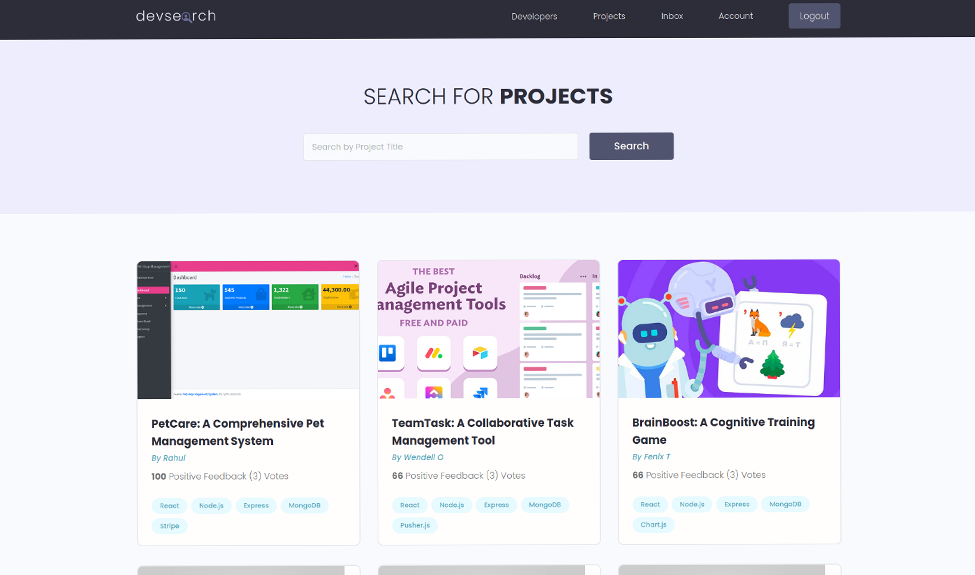 devsearch
Developers
Projects
Inbox
Account
Logout
SEARCH FOR PROJECTS
Search by Project Title
Search
Dashboard
150
545
1,322
44,300.00
THE BEST
Agile Project
anagement Tools
FREE AND PAID
Backlog
A = R
R = T
PetCare: A Comprehensive Pet
Management System
By Rahul
100 Positive Feedback (3) Votes
React
Node.js
Express
MongoDB
Stripe
TeamTask: A Collaborative Task
Management Tool
By Wendell O
66 Positive Feedback (3) Votes
React
Node.js
Express
MongoDB
Pusher.js
BrainBoost: A Cognitive Training
Game
By Fenix T
66 Positive Feedback (3) Votes
React
Node.js
Express
MongoDB
Chart.js